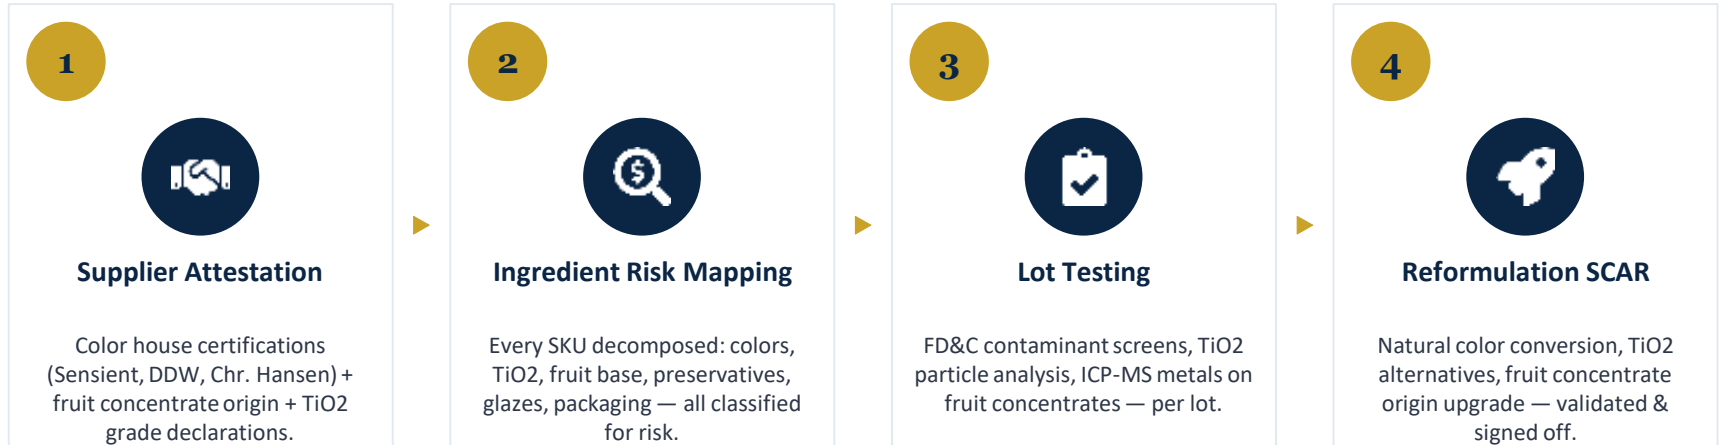 1
Supplier Attestation
Color house certifications
(Sensient, DDW, Chr. Hansen) +
fruit concentrate origin + TiO2
grade declarations.
2
$
Ingredient Risk Mapping
Every SKU decomposed: colors,
TiO2, fruit base, preservatives,
glazes, packaging — all classified
for risk.
3
Lot Testing
FD&C contaminant screens, TiO2
particle analysis, ICP-MS metals on
fruit concentrates — per lot.
4
Reformulation SCAR
Natural color conversion, TiO2
alternatives, fruit concentrate
origin upgrade — validated &
signed off.